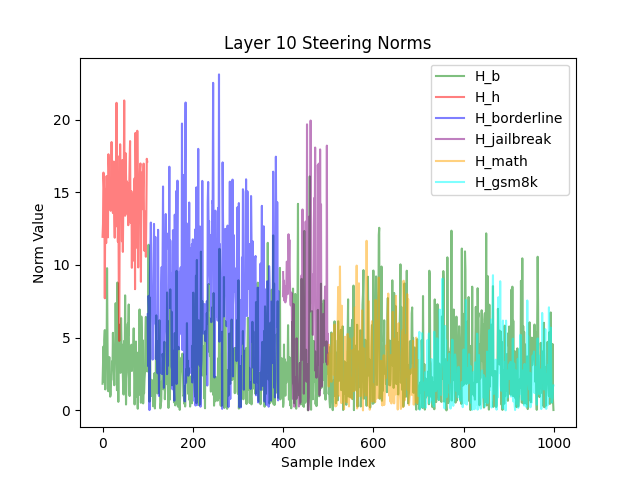 Layer 10 Steering Norms
H_b
H_h
H_borderline
H_jailbreak
H_math
H_gsm8k
Norm Value
20
15
10
5
0
0
200
400
600
800
1000
Sample Index